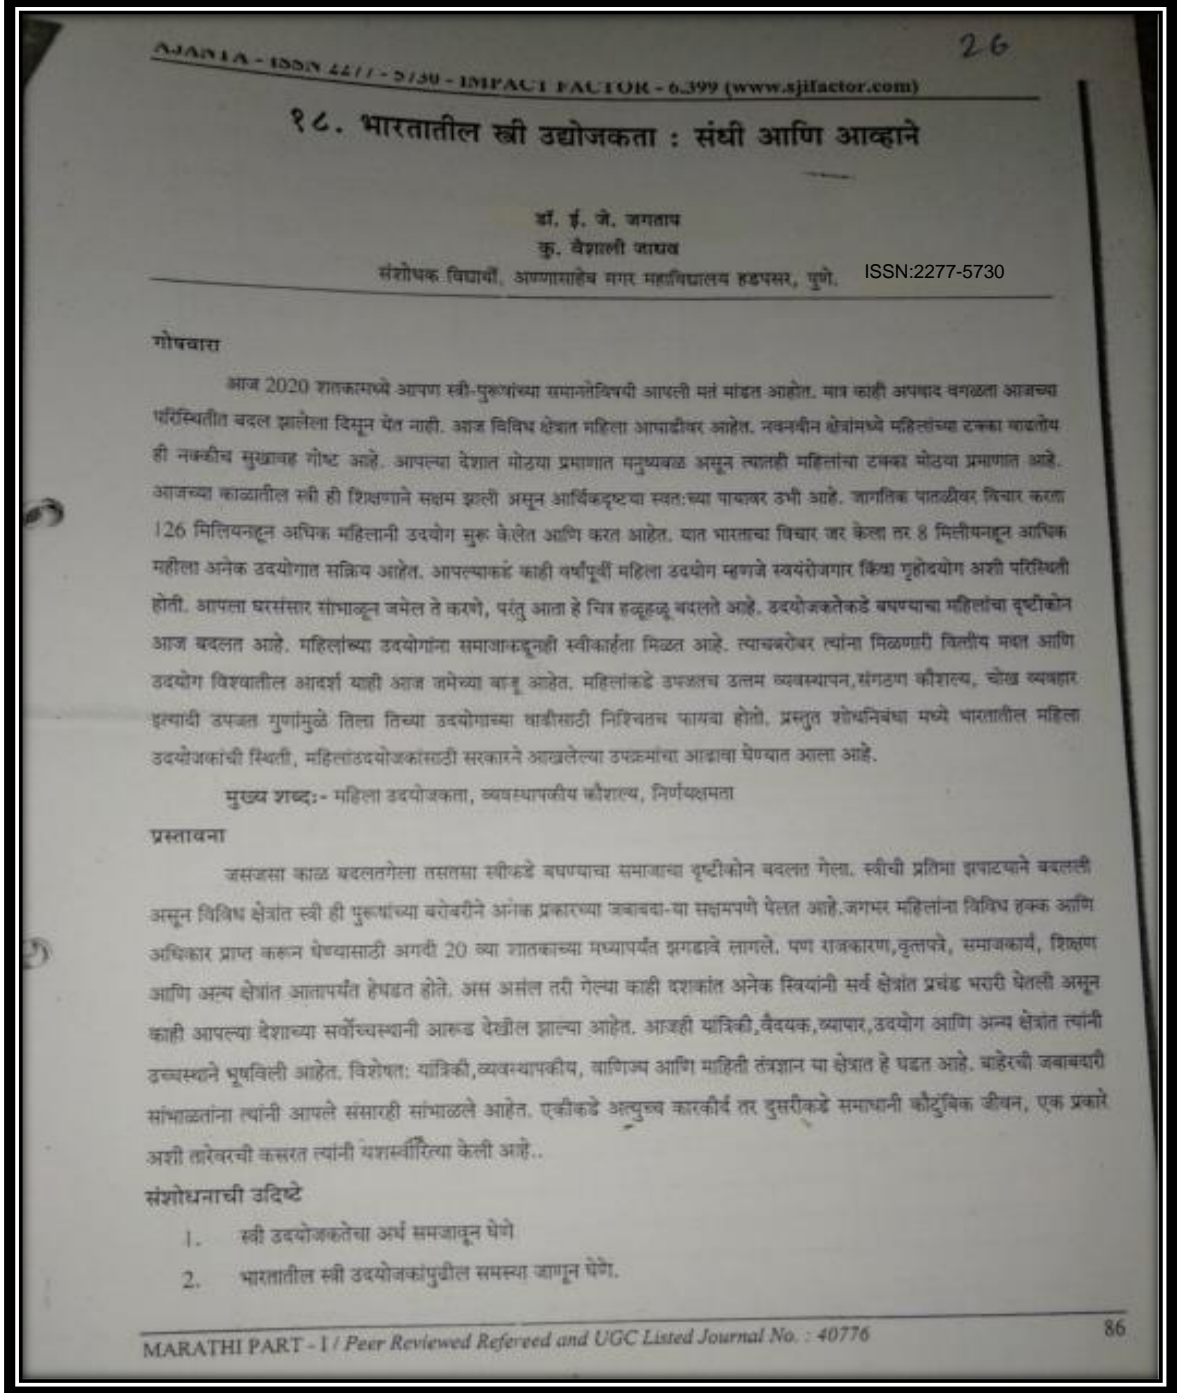 26
AJANTA - ISSN 2277 - 5730 - IMPACT FACTOR - 6.399 (www.sjifactor.com)
१८. भारतातील स्त्री उद्योजकता : संधी आणि आव्हाने
डॉ. ई. जे. जगताप
कु. वैशाली जाधव
संशोधक विद्यार्थी, अण्णासाहेब मगर महाविद्यालय हडपसर, पुणे.
ISSN:2277-5730
गोषवारा
आज 2020 शतकामध्ये आपण स्त्री-पुरूषांच्या समानतेविषयी आपली मतं मांडत आहोत. मात्र काही अपवाद वगळता आजच्या
परिस्थितीत बदल झालेला दिसून येत नाही. आज विविध क्षेत्रात महिला आघाडीवर आहेत. नवनवीन क्षेत्रांमध्ये महिलांच्या टक्का वाढतोय
ही नक्कीच सुखावह गोष्ट आहे. आपल्या देशात मोठया प्रमाणात मनुष्यबळ असून त्यातही महिलांचा टक्का मोठया प्रमाणात आहे.
आजच्या काळातील स्त्री ही शिक्षणाने सक्षम झाली असून आर्थिकदृष्टया स्वत:च्या पायावर उभी आहे. जागतिक पातळीवर विचार करता
126 मिलियनहून अधिक महिलानी उदयोग सुरू केलेत आणि करत आहेत. यात भारताचा विचार जर केला तर 8 मिलीयनहून आधिक
महीला अनेक उदयोगात सक्रिय आहेत. आपल्याकडे काही वर्षांपूर्वी महिला उदयोग म्हणजे स्वयंरोजगार किंवा गृहोदयोग अशी परिस्थिती
होती. आपला घरसंसार सांभाळून जमेल ते करणे, परंतु आता हे चित्र हळूहळू बदलते आहे. उदयोजकतेकडे बघण्याचा महिलांचा दृष्टीकोन
आज बदलत आहे. महिलांच्या उदयोगांना समाजाकडूनही स्वीकार्हता मिळत आहे. त्याचबरोबर त्यांना मिळणारी वित्तीय मदत आणि
उदयोग विश्वातील आदर्श याही आज जमेच्या बाजू आहेत. महिलांकडे उपजतच उत्तम व्यवस्थापन,संगठण कौशल्य, चोख व्यवहार
इत्यादी उपजत गुणांमुळे तिला तिच्या उदयोगाच्या वाढीसाठी निश्चितच फायदा होतो. प्रस्तुत शोधनिबंधा मध्ये भारतातील महिला
उदयोजकांची स्थिती, महिलांउदयोजकांसाठी सरकारने आखलेल्या उपक्रमांचा आढावा घेण्यात आला आहे.
मुख्य शब्द:- महिला उदयोजकता, व्यवस्थापकीय कौशल्य, निर्णयक्षमता
प्रस्तावना
जसजसा काळ बदलतगेला तसतसा स्त्रीकडे बघण्याचा समाजाचा दृष्टीकोन बदलत गेला. स्त्रीची प्रतिमा झपाटयाने बदलली
असून विविध क्षेत्रांत स्त्री ही पुरूषांच्या बरोबरीने अनेक प्रकारच्या जबाबदा-या सक्षमपणे पेलत आहे.जगभर महिलांना विविध हक्क आणि
अधिकार प्राप्त करून घेण्यासाठी अगदी 20 व्या शातकाच्या मध्यापर्यंत झगडावे लागले. पण राजकारण,वृत्तपत्रे, समाजकार्य, शिक्षण
आणि अन्य क्षेत्रांत आतापर्यंत हेघडत होते. अस असंल तरी गेल्या काही दशकांत अनेक स्त्रियांनी सर्व क्षेत्रांत प्रचंड भरारी घेतली असून
काही आपल्या देशाच्या सर्वोच्चस्थानी आरूढ देखील झाल्या आहेत. आजही यांत्रिकी,वैदयक,व्यापार,उदयोग आणि अन्य क्षेत्रांत त्यांनी
उच्चस्थाने भूषविली आहेत. विशेषत: यांत्रिकी,व्यवस्थापकीय, वाणिज्य आणि माहिती तंत्रज्ञान या क्षेत्रात हे घडत आहे. बाहेरची जबाबदारी
सांभाळतांना त्यांनी आपले संसारही सांभाळले आहेत. एकीकडे अत्युच्च कारकीर्द तर दुसरीकडे समाधानी कौटुंबिक जीवन, एक प्रकारे
अशी तारेवरची कसरत त्यांनी यशस्वीरित्या केली आहे..
संशोधनाची उदिष्टे
1. स्त्री उदयोजकतेचा अर्थ समजावून घेणे
2. भारतातील स्त्री उदयोजकांपुढील समस्या जाणून घेणे.
MARATHI PART - I / Peer Reviewed Refereed and UGC Listed Journal No. : 40776
86